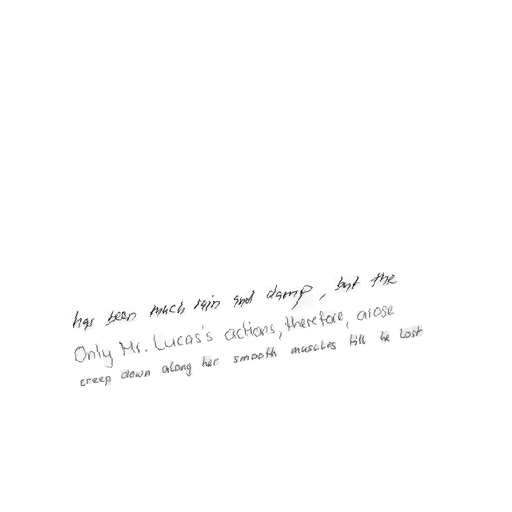 has been much rain and damp, but the
Only Mr. Lucas's actions, therefore, arose
creep down along her smooth muscles till he lost